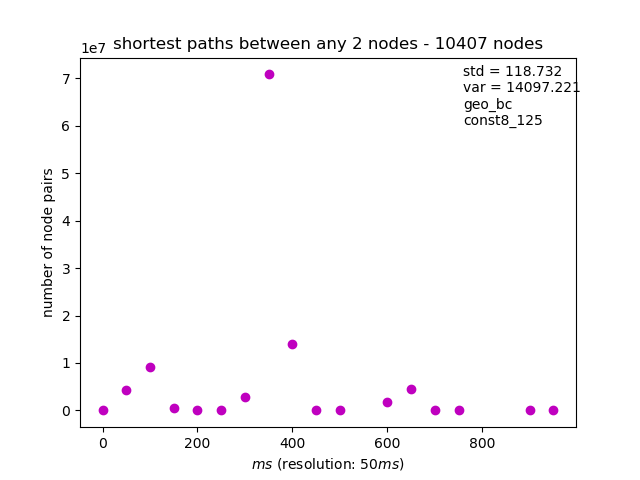 shortest paths between any 2 nodes - 10407 nodes
1e7
std = 118.732
var = 14097.221
geo_bc
const8_125
number of node pairs
7
6
5
4
3
2
1
0
0 200 400 600 800
ms (resolution: 50ms)